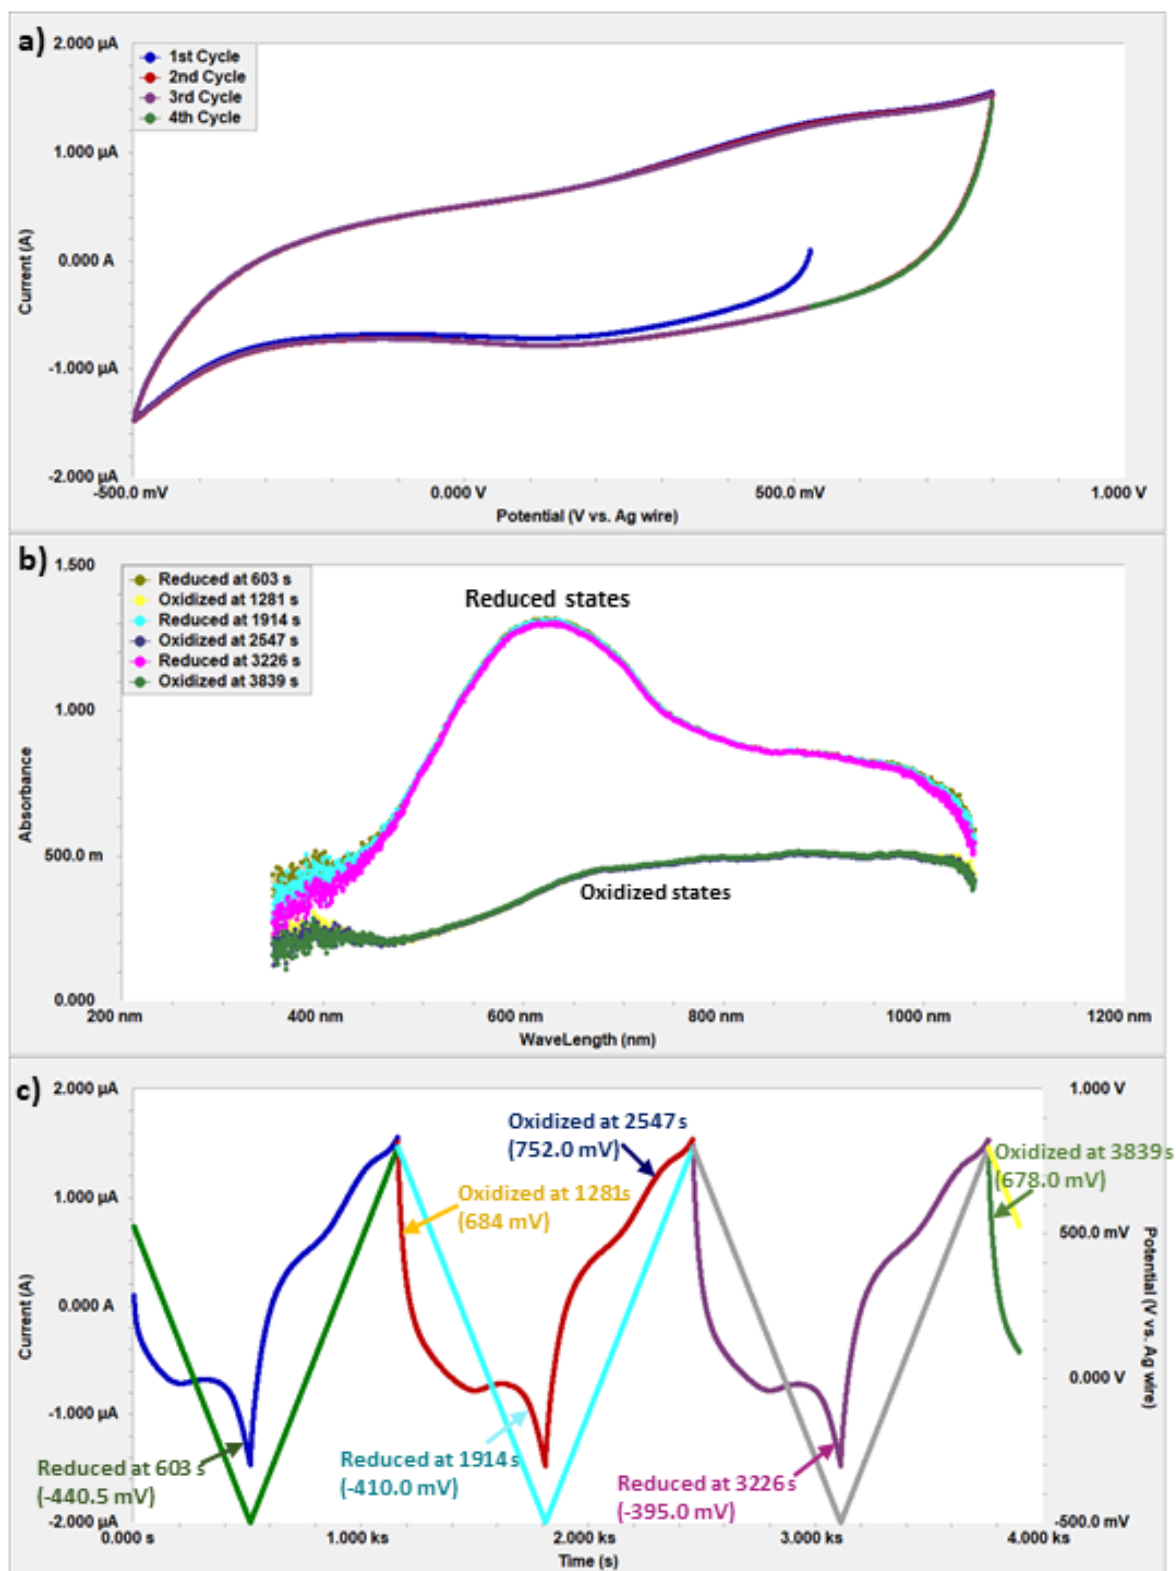 a)
2.000 µA
1st Cycle
2nd Cycle
3rd Cycle
4th Cycle
1.000 µA
0.000 A
-1.000 µA
-2.000 µA
Current (A)
-500.0 mV
0.000 V
500.0 mV
1.000 V
Potential (V vs. Ag wire)
b)
1.500
Reduced at 603 s
Oxidized at 1281 s
Reduced at 1914 s
Oxidized at 2547 s
Reduced at 3226 s
Oxidized at 3839 s
Reduced states
1.000
Absorbance
500.0 m
Oxidized states
0.000
200 nm
400 nm
600 nm
800 nm
1000 nm
1200 nm
WaveLength (nm)
c)
2.000 µA
1.000 V
Oxidized at 2547 s
(752.0 mV)
Oxidized at 3839 s
(678.0 mV)
Oxidized at 1281s
(684 mV)
1.000 µA
500.0 mV
Current (A)
Potential (V vs. Ag wire)
0.000 A
0.000 V
-1.000 µA
Reduced at 603 s
(-440.5 mV)
Reduced at 1914 s
(-410.0 mV)
Reduced at 3226 s
(-395.0 mV)
-2.000 µA
-500.0 mV
0.000 s
1.000 ks
2.000 ks
3.000 ks
4.000 ks
Time (s)